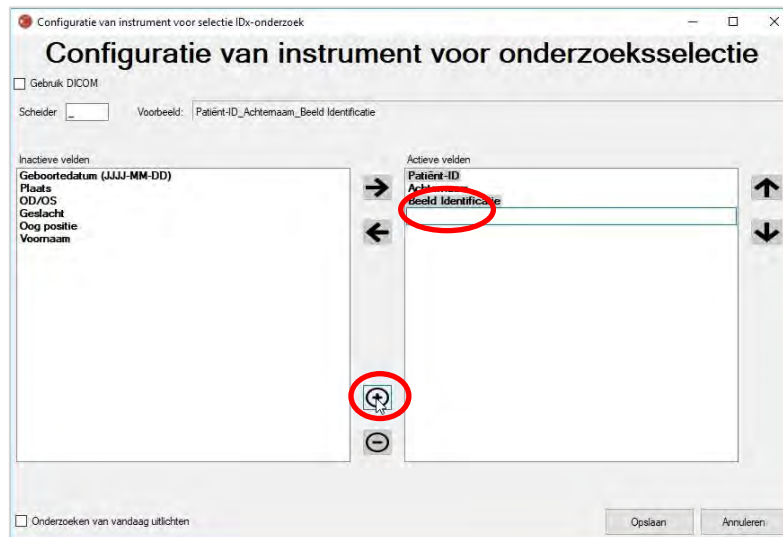 Configuratie van instrument voor selectie IDx-onderzoek
Configuratie van instrument voor onderzoeksselectie
Gebruik DICOM
Scheider _ Voorbeeld: Patiënt-ID_Achternaam_Beeld Identificatie
Inactieve velden
Geboortedatum (JJJJ-MM-DD)
Plaats
OD/OS
Geslacht
Oog positie
Voornaam
Actieve velden
Patiënt-ID
Achternaam
Beeld Identificatie
Onderzoeken van vandaag uitlichten
Opslaan Annuleren